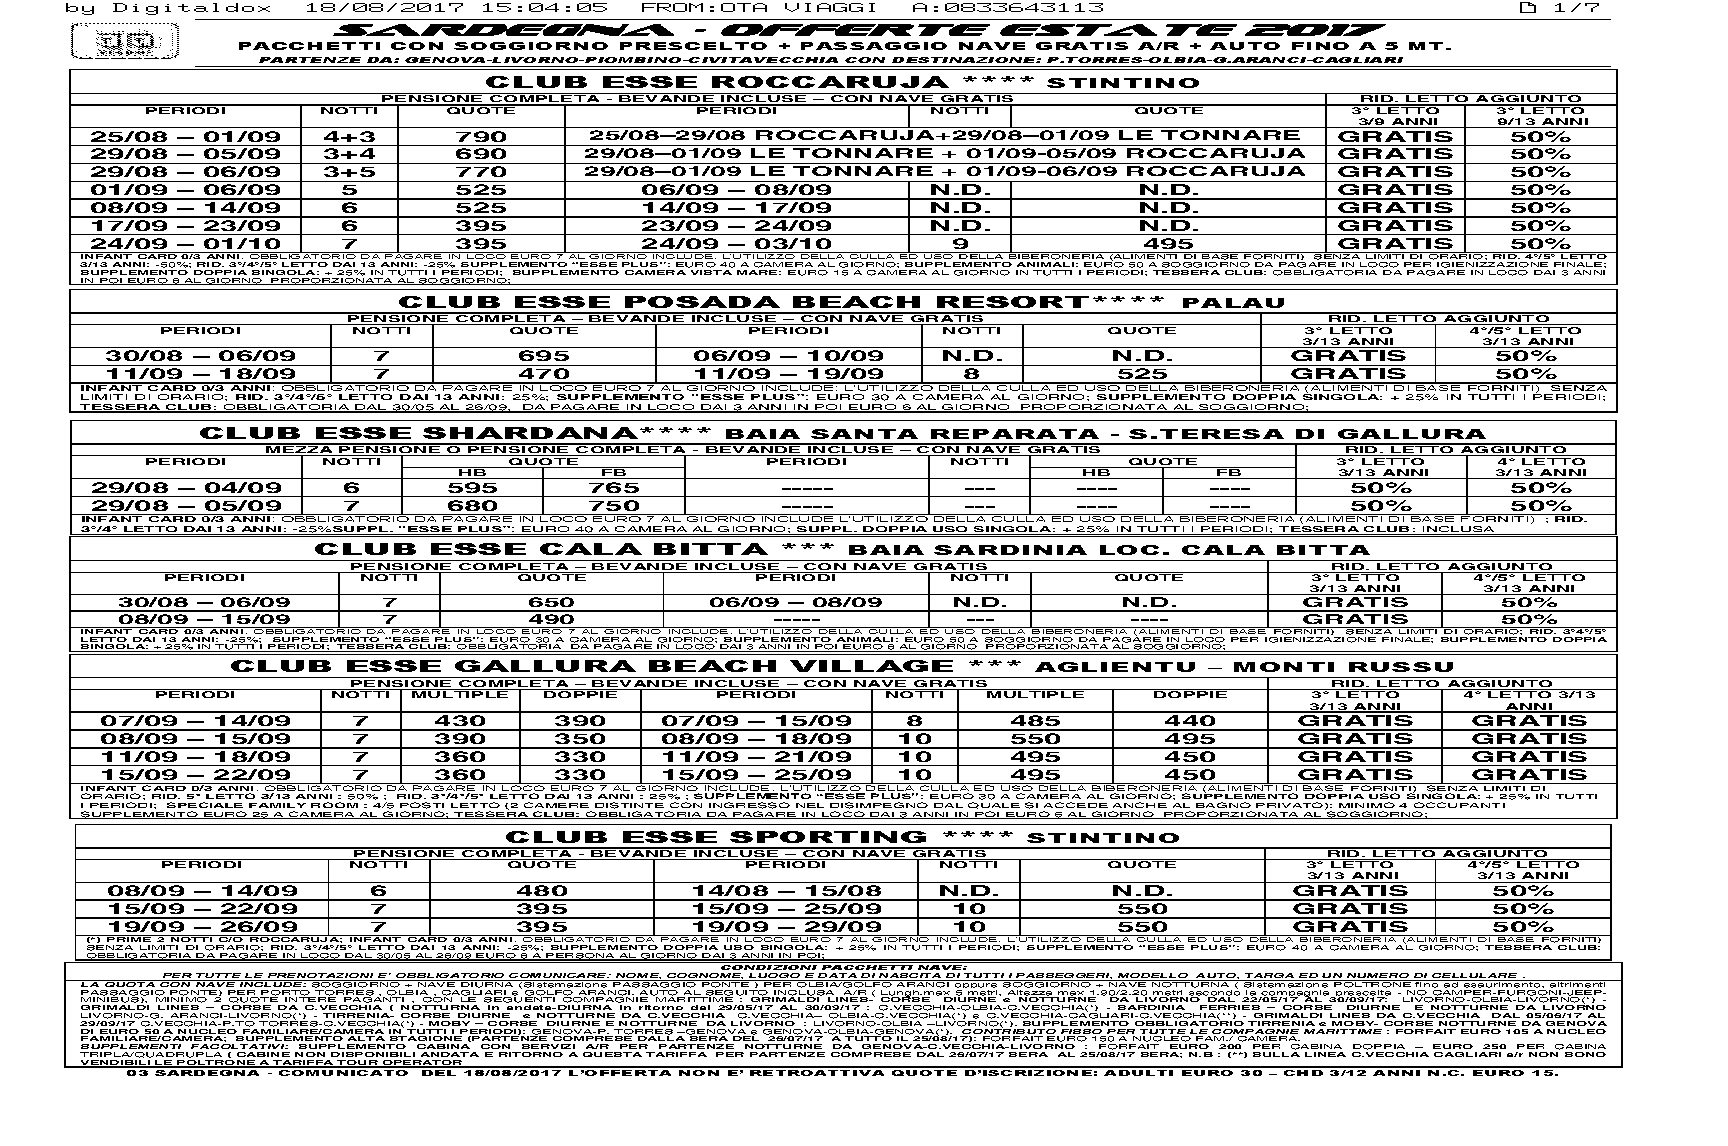 by Digitaldox 18/08/2017 15:04:05 FROM:OTA VIAGGI A:0833643113 1/7
SARDEGNA - OFFERTE ESTATE 2017
PACCHETTI CON SOGGIORNO PRESCELTO + PASSAGGIO NAVE GRATIS A/R + AUTO FINO A 5 MT.
PARTENZE DA: GENOVA-LIVORNO-PIOMBINO-CIVITAVECCHIA CON DESTINAZIONE: P.TORRES-OLBIA-G.ARANCI-CAGLIARI
CLUB ESSE ROCCARUJA **** STINTINO
PENSIONE COMPLETA - BEVANDE INCLUSE – CON NAVE GRATIS RID. LETTO AGGIUNTO
PERIODI NOTTI QUOTE PERIODI NOTTI QUOTE 3° LETTO 3° LETTO
3/9 ANNI 9/13 ANNI
25/08 – 01/09 4+3 790 25/08–29/08 ROCCARUJA+29/08–01/09 LE TONNARE GRATIS 50%
29/08 – 05/09 3+4 690 29/08–01/09 LE TONNARE + 01/09-05/09 ROCCARUJA GRATIS 50%
29/08 – 06/09 3+5 770 29/08–01/09 LE TONNARE + 01/09-06/09 ROCCARUJA GRATIS 50%
01/09 – 06/09 5 525 06/09 – 08/09 N.D. N.D. GRATIS 50%
08/09 – 14/09 6 525 14/09 – 17/09 N.D. N.D. GRATIS 50%
17/09 – 23/09 6 395 23/09 – 24/09 N.D. N.D. GRATIS 50%
24/09 – 01/10 7 395 24/09 – 03/10 9 495 GRATIS 50%
INFANT CARD 0/3 ANNI. OBBLIGATORIO DA PAGARE IN LOCO EURO 7 AL GIORNO INCLUDE. L'UTILIZZO DELLA CULLA ED USO DELLA BIBERONERIA (ALIMENTI DI BASE FORNITI) SENZA LIMITI DI ORARIO; RID. 4°/5° LETTO
3/13 ANNI: -50%; RID. 3°/4°/5° LETTO DAI 13 ANNI: -25% SUPPLEMENTO "ESSE PLUS": EURO 40 A CAMERA AL GIORNO; SUPPLEMENTO ANIMALI: EURO 50 A SOGGIORNO DA PAGARE IN LOCO PER IGIENIZZAZIONE FINALE;
SUPPLEMENTO DOPPIA SINGOLA: + 25% IN TUTTI I PERIODI; SUPPLEMENTO CAMERA VISTA MARE: EURO 15 A CAMERA AL GIORNO IN TUTTI I PERIODI; TESSERA CLUB: OBBLIGATORIA DA PAGARE IN LOCO DAI 3 ANNI
IN POI EURO 6 AL GIORNO PROPORZIONATA AL SOGGIORNO;
CLUB ESSE POSADA BEACH RESORT**** PALAU
PENSIONE COMPLETA – BEVANDE INCLUSE – CON NAVE GRATIS RID. LETTO AGGIUNTO
PERIODI NOTTI QUOTE PERIODI NOTTI QUOTE 3° LETTO 4°/5° LETTO
3/13 ANNI 3/13 ANNI
30/08 – 06/09 7 695 06/09 – 10/09 N.D. N.D. GRATIS 50%
11/09 – 18/09 7 470 11/09 – 19/09 8 525 GRATIS 50%
INFANT CARD 0/3 ANNI: OBBLIGATORIO DA PAGARE IN LOCO EURO 7 AL GIORNO INCLUDE: L'UTILIZZO DELLA CULLA ED USO DELLA BIBERONERIA (ALIMENTI DI BASE FORNITI) SENZA
LIMITI DI ORARIO; RID. 3°/4°/5° LETTO DAI 13 ANNI: 25%; SUPPLEMENTO "ESSE PLUS": EURO 30 A CAMERA AL GIORNO; SUPPLEMENTO DOPPIA SINGOLA: + 25% IN TUTTI I PERIODI;
TESSERA CLUB: OBBLIGATORIA DAL 30/05 AL 26/09, DA PAGARE IN LOCO DAI 3 ANNI IN POI EURO 6 AL GIORNO PROPORZIONATA AL SOGGIORNO;
CLUB ESSE SHARDANA**** BAIA SANTA REPARATA - S.TERESA DI GALLURA
MEZZA PENSIONE O PENSIONE COMPLETA - BEVANDE INCLUSE – CON NAVE GRATIS RID. LETTO AGGIUNTO
PERIODI NOTTI QUOTE PERIODI NOTTI QUOTE 3° LETTO 4° LETTO
HB FB HB FB 3/13 ANNI 3/13 ANNI
29/08 – 04/09 6 595 765 ----- --- ---- ---- 50% 50%
29/08 – 05/09 7 680 750 ----- --- ---- ---- 50% 50%
INFANT CARD 0/3 ANNI: OBBLIGATORIO DA PAGARE IN LOCO EURO 7 AL GIORNO INCLUDE L'UTILIZZO DELLA CULLA ED USO DELLA BIBERONERIA (ALIMENTI DI BASE FORNITI) ; RID.
3°/4° LETTO DAI 13 ANNI: -25%SUPPL. "ESSE PLUS": EURO 40 A CAMERA AL GIORNO; SUPPL. DOPPIA USO SINGOLA: + 25% IN TUTTI I PERIODI; TESSERA CLUB: INCLUSA
CLUB ESSE CALA BITTA *** BAIA SARDINIA LOC. CALA BITTA
PENSIONE COMPLETA – BEVANDE INCLUSE – CON NAVE GRATIS RID. LETTO AGGIUNTO
PERIODI NOTTI QUOTE PERIODI NOTTI QUOTE 3° LETTO 4°/5° LETTO
3/13 ANNI 3/13 ANNI
30/08 – 06/09 7 650 06/09 – 08/09 N.D. N.D. GRATIS 50%
08/09 – 15/09 7 490 ----- --- ---- GRATIS 50%
INFANT CARD 0/3 ANNI. OBBLIGATORIO DA PAGARE IN LOCO EURO 7 AL GIORNO INCLUDE. L'UTILIZZO DELLA CULLA ED USO DELLA BIBERONERIA (ALIMENTI DI BASE FORNITI) SENZA LIMITI DI ORARIO; RID. 3°4°/5°
LETTO DAI 13 ANNI: -25%; SUPPLEMENTO "ESSE PLUS": EURO 30 A CAMERA AL GIORNO; SUPPLEMENTO ANIMALI: EURO 50 A SOGGIORNO DA PAGARE IN LOCO PER IGIENIZZAZIONE FINALE; SUPPLEMENTO DOPPIA
SINGOLA: + 25% IN TUTTI I PERIODI; TESSERA CLUB: OBBLIGATORIA DA PAGARE IN LOCO DAI 3 ANNI IN POI EURO 6 AL GIORNO PROPORZIONATA AL SOGGIORNO;
CLUB ESSE GALLURA BEACH VILLAGE *** AGLIENTU – MONTI RUSSU
PENSIONE COMPLETA – BEVANDE INCLUSE – CON NAVE GRATIS RID. LETTO AGGIUNTO
PERIODI NOTTI MULTIPLE DOPPIE PERIODI NOTTI MULTIPLE DOPPIE 3° LETTO 4° LETTO 3/13
3/13 ANNI ANNI
07/09 – 14/09 7 430 390 07/09 – 15/09 8 485 440 GRATIS GRATIS
08/09 – 15/09 7 390 350 08/09 – 18/09 10 550 495 GRATIS GRATIS
11/09 – 18/09 7 360 330 11/09 – 21/09 10 495 450 GRATIS GRATIS
15/09 – 22/09 7 360 330 15/09 – 25/09 10 495 450 GRATIS GRATIS
INFANT CARD 0/3 ANNI. OBBLIGATORIO DA PAGARE IN LOCO EURO 7 AL GIORNO INCLUDE. L'UTILIZZO DELLA CULLA ED USO DELLA BIBERONERIA (ALIMENTI DI BASE FORNITI) SENZA LIMITI DI
ORARIO; RID. 5° LETTO 3/13 ANNI : 50% ; RID. 3°/4°/5° LETTO DAI 13 ANNI : 25% ; SUPPLEMENTO "ESSE PLUS": EURO 30 A CAMERA AL GIORNO; SUPPLEMENTO DOPPIA USO SINGOLA: + 25% IN TUTTI
I PERIODI; SPECIALE FAMILY ROOM : 4/5 POSTI LETTO (2 CAMERE DISTINTE CON INGRESSO NEL DISIMPEGNO DAL QUALE SI ACCEDE ANCHE AL BAGNO PRIVATO): MINIMO 4 OCCUPANTI
SUPPLEMENTO EURO 25 A CAMERA AL GIORNO; TESSERA CLUB: OBBLIGATORIA DA PAGARE IN LOCO DAI 3 ANNI IN POI EURO 6 AL GIORNO PROPORZIONATA AL SOGGIORNO;
CLUB ESSE SPORTING **** STINTINO
PENSIONE COMPLETA - BEVANDE INCLUSE – CON NAVE GRATIS RID. LETTO AGGIUNTO
PERIODI NOTTI QUOTE PERIODI NOTTI QUOTE 3° LETTO 4°/5° LETTO
3/13 ANNI 3/13 ANNI
08/09 – 14/09 6 480 14/08 – 15/08 N.D. N.D. GRATIS 50%
15/09 – 22/09 7 395 15/09 – 25/09 10 550 GRATIS 50%
19/09 – 26/09 7 395 19/09 – 29/09 10 550 GRATIS 50%
(*) PRIME 2 NOTTI C/O ROCCARUJA; INFANT CARD 0/3 ANNI. OBBLIGATORIO DA PAGARE IN LOCO EURO 7 AL GIORNO INCLUDE. L'UTILIZZO DELLA CULLA ED USO DELLA BIBERONERIA (ALIMENTI DI BASE FORNITI)
SENZA LIMITI DI ORARIO; RID. 3°/4°/5° LETTO DAI 13 ANNI: -25%; SUPPLEMENTO DOPPIA USO SINGOLA: + 25% IN TUTTI I PERIODI; SUPPLEMENTO "ESSE PLUS": EURO 40 A CAMERA AL GIORNO; TESSERA CLUB:
OBBLIGATORIA DA PAGARE IN LOCO DAL 30/05 AL 26/09 EURO 6 A PERSONA AL GIORNO DAI 3 ANNI IN POI;
CONDIZIONI PACCHETTI NAVE:
PER TUTTE LE PRENOTAZIONI E' OBBLIGATORIO COMUNICARE: NOME, COGNOME, LUOGO E DATA DI NASCITA DI TUTTI I PASSEGGERI, MODELLO AUTO, TARGA ED UN NUMERO DI CELLULARE .
LA QUOTA CON NAVE INCLUDE: SOGGIORNO + NAVE DIURNA (Sistemazione PASSAGGIO PONTE ) PER OLBIA/GOLFO ARANCI oppure SOGGIORNO + NAVE NOTTURNA ( Sistemazione POLTRONE fino ad esaurimento, altrimenti
PASSAGGIO PONTE) PER PORTO TORRES , OLBIA , CAGLIARI e GOLFO ARANCI. AUTO AL SEGUITO INCLUSA A/R ( Lungh.max 5 metri, Altezze max 1,90/2,20 metri secondo le compagnie prescelte - NO CAMPER-FURGONI-JEEP-
MINIBUS), MINIMO 2 QUOTE INTERE PAGANTI , CON LE SEGUENTI COMPAGNIE MARITTIME : GRIMALDI LINES- CORSE DIURNE e NOTTURNE DA LIVORNO DAL 22/05/17 AL 30/09/17: LIVORNO-OLBIA-LIVORNO(*) -
GRIMALDI LINES – CORSE DA C.VECCHIA ( NOTTURNA in andata-DIURNA in ritorno dal 29/05/17 AL 30/09/17: C.VECCHIA-OLBIA-C.VECCHIA(*) - SARDINIA FERRIES – CORSE DIURNE E NOTTURNE DA LIVORNO
LIVORNO-G. ARANCI-LIVORNO(*) - TIRRENIA- CORSE DIURNE e NOTTURNE DA C.VECCHIA C.VECCHIA– OLBIA-C.VECCHIA(*) e C.VECCHIA-CAGLIARI-C.VECCHIA(**) - GRIMALDI LINES DA C.VECCHIA DAL 05/06/17 AL
29/09/17 C.VECCHIA-P.TO TORRES-C.VECCHIA(*) - MOBY – CORSE DIURNE E NOTTURNE DA LIVORNO : LIVORNO-OLBIA –LIVORNO(*). SUPPLEMENTO OBBLIGATORIO TIRRENIA e MOBY- CORSE NOTTURNE DA GENOVA
DI EURO 50 A NUCLEO FAMILIARE/CAMERE IN TUTTI I PERIODI): GENOVA-P. TORRES –GENOVA e GENOVA-OLBIA-GENOVA(*). CONTRIBUTO FISSO PER TUTTE LE COMPAGNIE MARITTIME : FORFAIT EURO 105 A NUCLEO
FAMILIARE/CAMERA; SUPPLEMENTO ALTA STAGIONE (PARTENZE COMPRESE DALLA SERA DEL 26/07/17 A TUTTO IL 25/08/17): FORFAIT EURO 150 A NUCLEO FAM./ CAMERA.
SUPPLEMENTI FACOLTATIVI: SUPPLEMENTO CABINA CON SERVIZI A/R PER PARTENZE NOTTURNE DA GENOVA-C.VECCHIA-LIVORNO : FORFAIT EURO 200 PER CABINA DOPPIA – EURO 250 PER CABINA
TRIPLA/QUADRUPLA ( CABINE NON DISPONIBILI ANDATA E RITORNO A QUESTA TARIFFA PER PARTENZE COMPRESE DAL 26/07/17 SERA AL 25/08/17 SERA; N.B : (**) SULLA LINEA C.VECCHIA CAGLIARI a/r NON SONO
VENDIBILI LE POLTRONE A TARIFFA TOUR OPERATOR
03 SARDEGNA - COMUNICATO DEL 18/08/2017 L'OFFERTA NON E' RETROATTIVA QUOTE D'ISCRIZIONE: ADULTI EURO 30 – CHD 3/12 ANNI N.C. EURO 15.